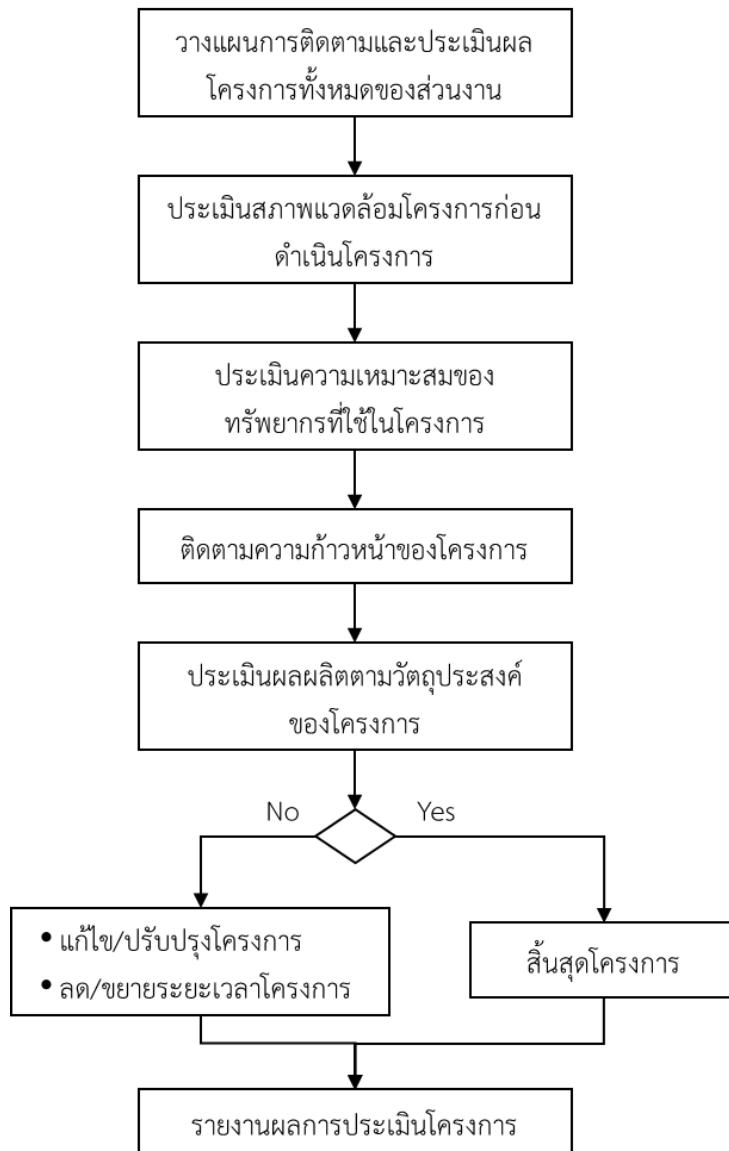 วางแผนการติดตามและประเมินผล
โครงการทั้งหมดของส่วนงาน
ประเมินสภาพแวดล้อมโครงการก่อน
ดำเนินโครงการ
ประเมินความเหมาะสมของ
ทรัพยากรที่ใช้ในโครงการ
ติดตามความก้าวหน้าของโครงการ
ประเมินผลผลิตตามวัตถุประสงค์
ของโครงการ
No
Yes
• แก้ไข/ปรับปรุงโครงการ
• ลด/ขยายระยะเวลาโครงการ
สิ้นสุดโครงการ
รายงานผลการประเมินโครงการ